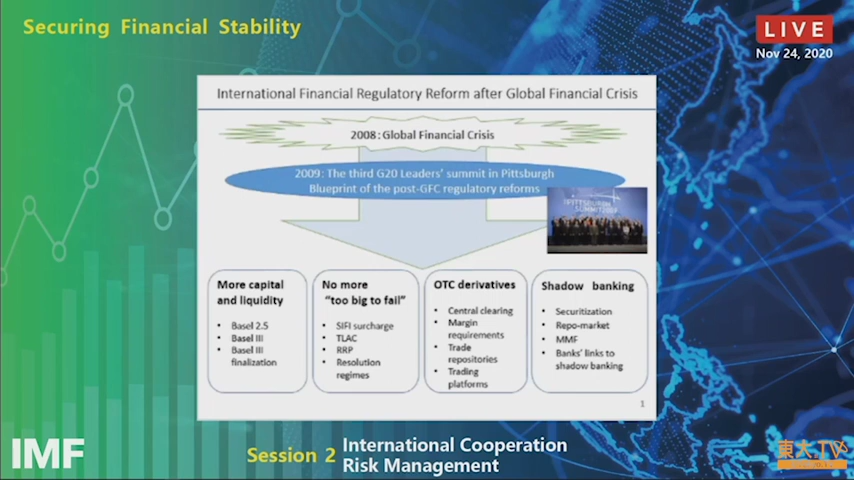 Securing Financial Stability
LIVE
Nov 24, 2020
International Financial Regulatory Reform after Global Financial Crisis
2008 : Global Financial Crisis
2009 : The third G20 Leaders' summit in Pittsburgh
Blueprint of the post-GFC regulatory reforms
PITTSBURGH
SUMMIT 2009
More capital
and liquidity
• Basel 2.5
• Basel III
• Basel III
finalization
No more
"too big to fail"
• SIFI surcharge
• TLAC
• RRP
• Resolution
regimes
OTC derivatives
• Central clearing
• Margin
requirements
• Trade
repositories
• Trading
platforms
Shadow banking
• Securitization
• Repo-market
• MMF
• Banks' links to
shadow banking
1
IMF
Session 2
International Cooperation
Risk Management
東大TV